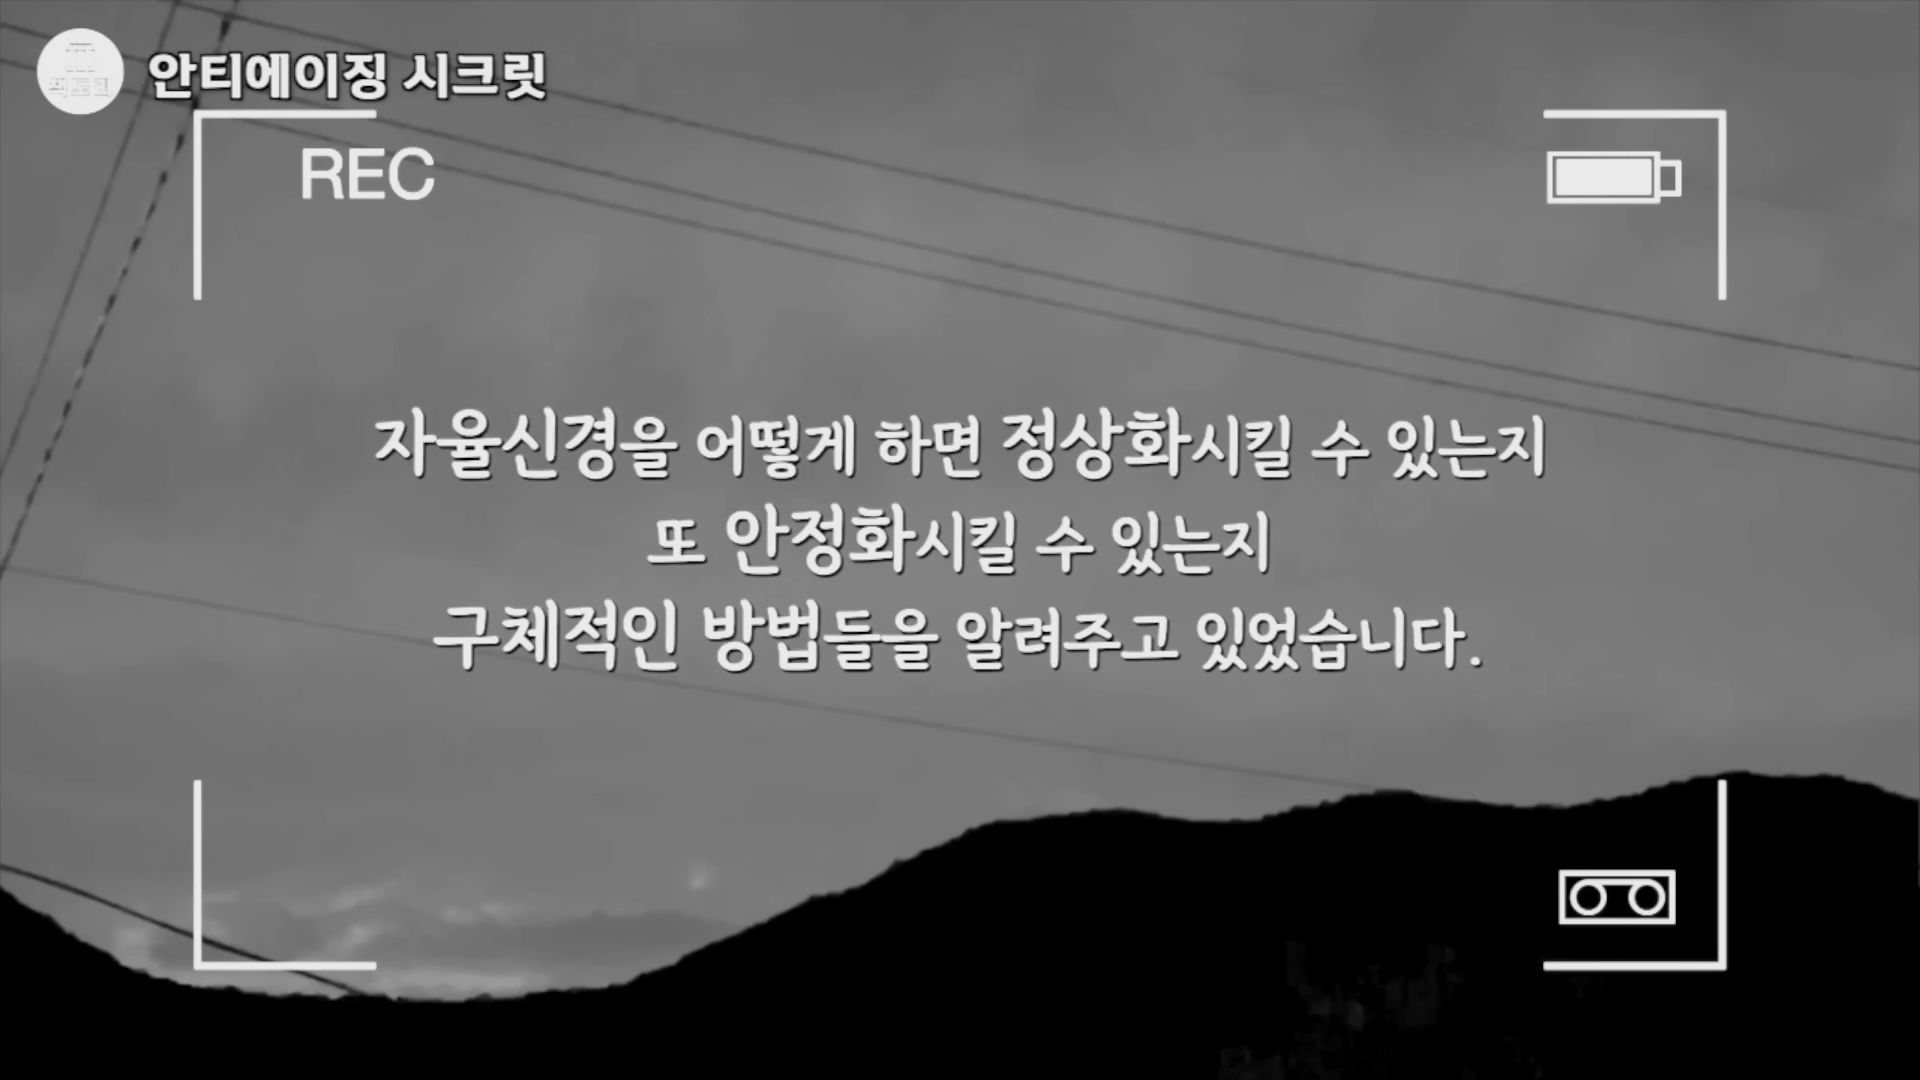 안티에이징 시크릿
REC
자율신경을 어떻게 하면 정상화시킬 수 있는지
또 안정화시킬 수 있는지
구체적인 방법들을 알려주고 있었습니다.